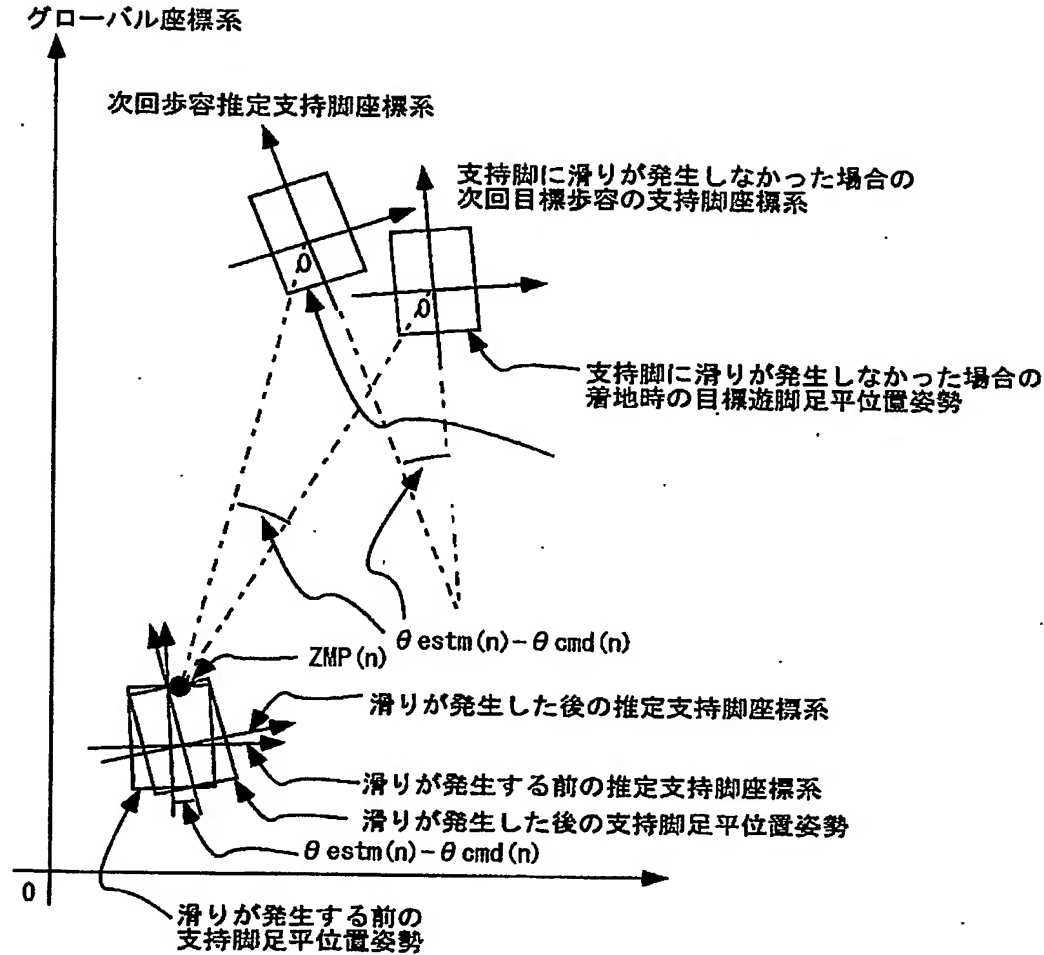 グローバル座標系
次回歩容推定支持脚座標系
支持脚に滑りが発生しなかった場合の
次回目標歩容の支持脚座標系
0
0
支持脚に滑りが発生しなかった場合の
着地時の目標遊脚足平位置姿勢
θestm(n)-θcmd(n)
ZMP(n)
滑りが発生した後の推定支持脚座標系
滑りが発生する前の推定支持脚座標系
滑りが発生した後の支持脚足平位置姿勢
θestm(n)-θcmd(n)
0
滑りが発生する前の
支持脚足平位置姿勢